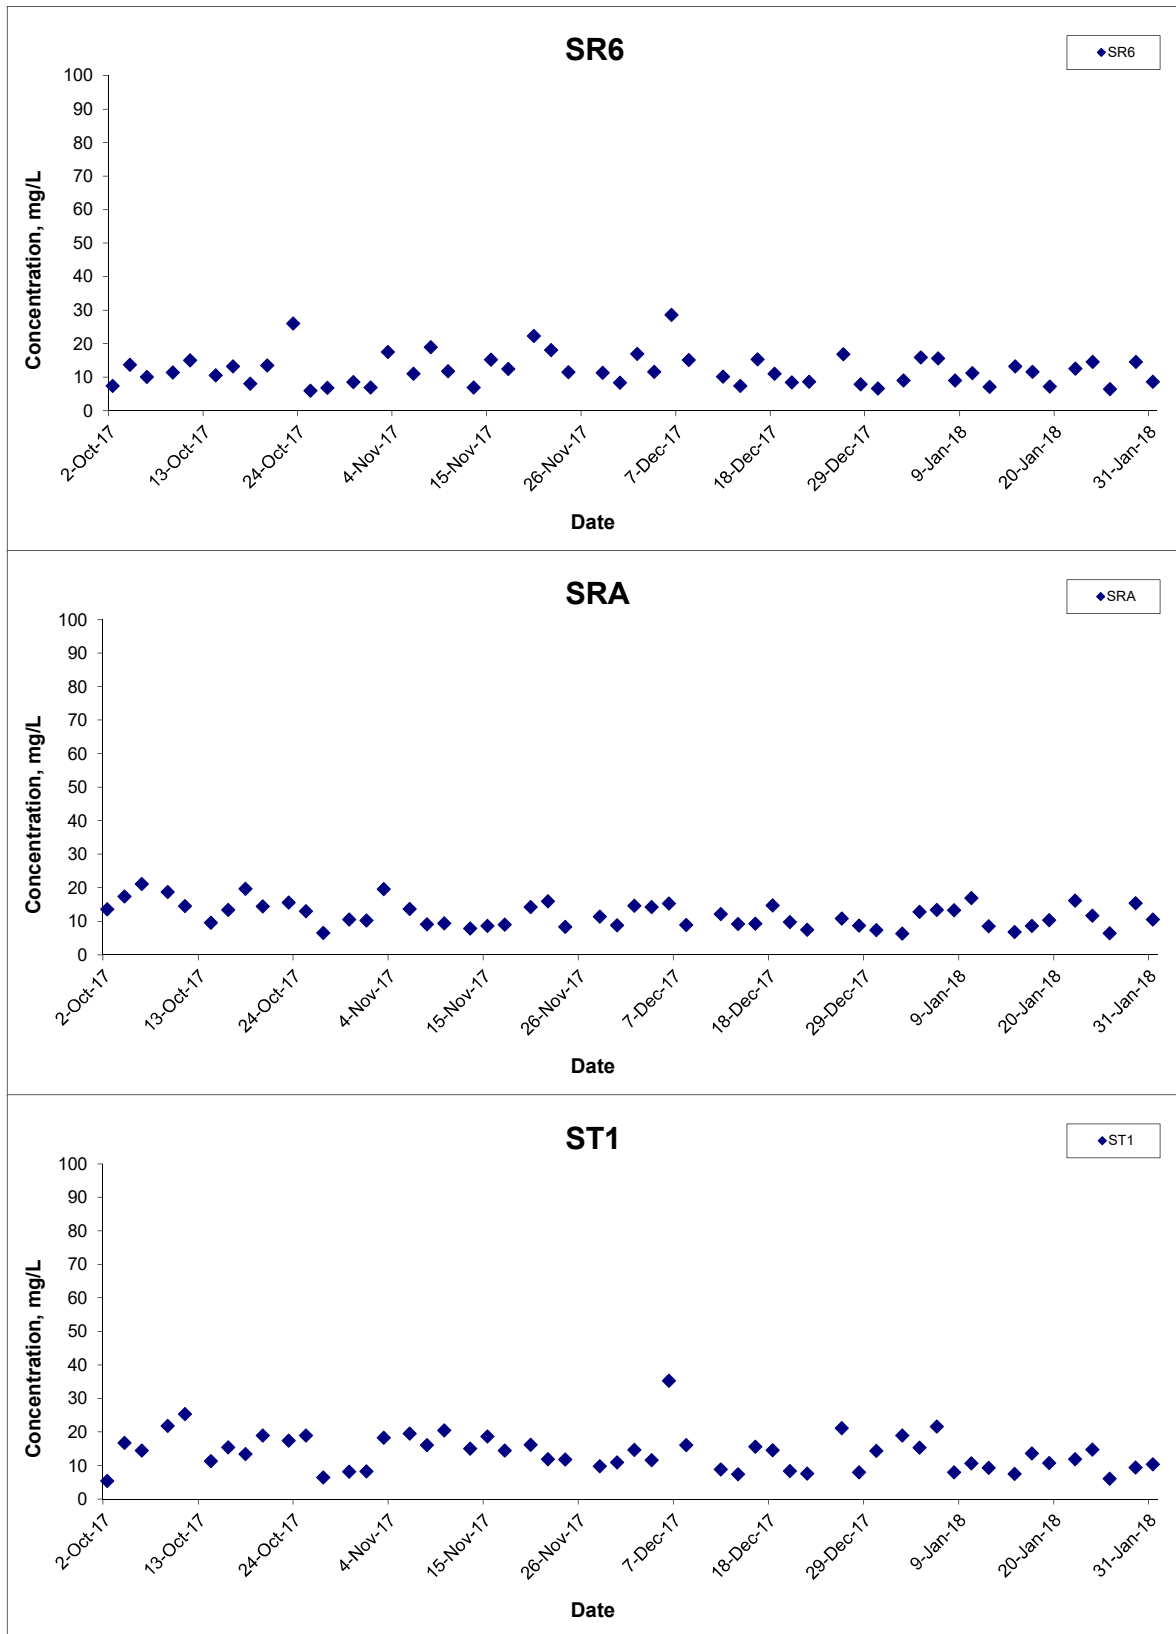 SR6
SR6
Concentration, mg/L
100
90
80
70
60
50
40
30
20
10
0
2-Oct-17
13-Oct-17
24-Oct-17
4-Nov-17
15-Nov-17
26-Nov-17
7-Dec-17
18-Dec-17
29-Dec-17
9-Jan-18
20-Jan-18
31-Jan-18
Date
SRA
SRA
Concentration, mg/L
100
90
80
70
60
50
40
30
20
10
0
2-Oct-17
13-Oct-17
24-Oct-17
4-Nov-17
15-Nov-17
26-Nov-17
7-Dec-17
18-Dec-17
29-Dec-17
9-Jan-18
20-Jan-18
31-Jan-18
Date
ST1
ST1
Concentration, mg/L
100
90
80
70
60
50
40
30
20
10
0
2-Oct-17
13-Oct-17
24-Oct-17
4-Nov-17
15-Nov-17
26-Nov-17
7-Dec-17
18-Dec-17
29-Dec-17
9-Jan-18
20-Jan-18
31-Jan-18
Date